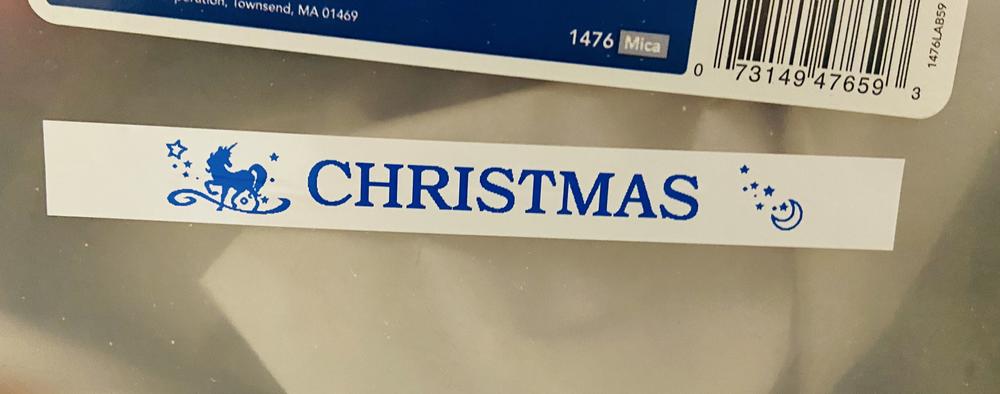 Townsend, MA 01469
1476 Mica
0 73149 47659 3
1476LAB59
CHRISTMAS